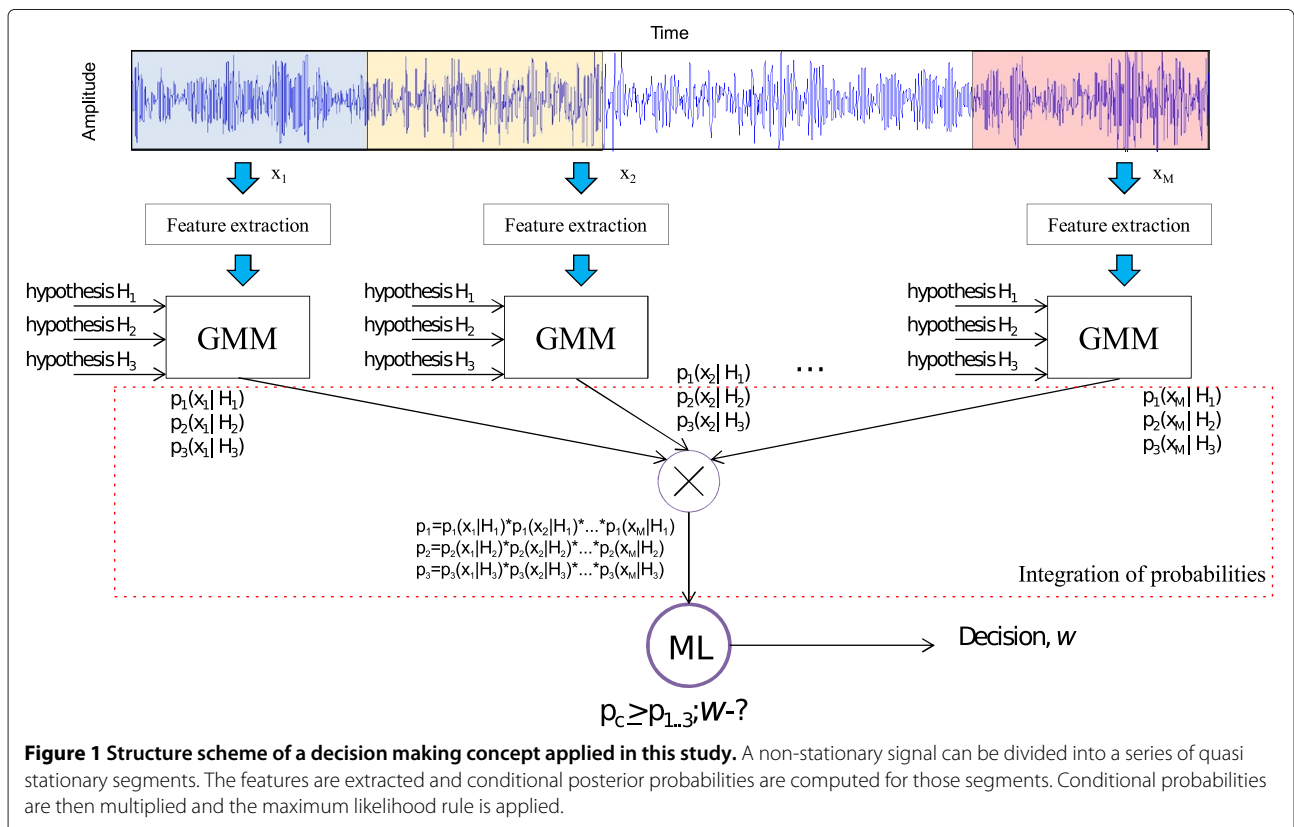 Time
Amplitude
x1
x2
xM
Feature extraction
Feature extraction
Feature extraction
hypothesis H1
hypothesis H2
hypothesis H3
GMM
hypothesis H1
hypothesis H2
hypothesis H3
GMM
...
hypothesis H1
hypothesis H2
hypothesis H3
GMM
p1(x1|H1)
p2(x1|H2)
p3(x1|H3)
p1(x2|H1)
p2(x2|H2)
p3(x2|H3)
p1(xM|H1)
p2(xM|H2)
p3(xM|H3)
p1=p1(x1|H1)*p1(x2|H1)*...*p1(xM|H1)
p2=p2(x1|H2)*p2(x2|H2)*...*p2(xM|H2)
p3=p3(x1|H3)*p3(x2|H3)*...*p3(xM|H3)
Integration of probabilities
ML
Decision, w
pc≥p1..3;w-?
Figure 1 Structure scheme of a decision making concept applied in this study. A non-stationary signal can be divided into a series of quasi
stationary segments. The features are extracted and conditional posterior probabilities are computed for those segments. Conditional probabilities
are then multiplied and the maximum likelihood rule is applied.